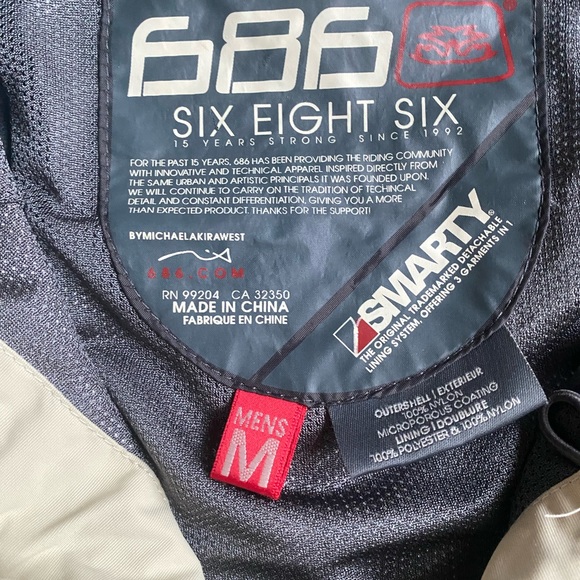 686
®
SIX EIGHT SIX
15 YEARS STRONG SINCE 1992
FOR THE PAST 15 YEARS, 686 HAS BEEN PROVIDING THE RIDING COMMUNITY
WITH INNOVATIVE AND TECHNICAL APPAREL INSPIRED DIRECTLY FROM
THE SAME URBAN AND ARTISTIC PRINCIPALS IT WAS FOUNDED UPON.
WE WILL CONTINUE TO CARRY ON THE TRADITION OF TECHINCAL
DETAIL AND CONSTANT DIFFERENTIATION, GIVING YOU A MORE
THAN EXPECTED PRODUCT. THANKS FOR THE SUPPORT!
BYMICHAELAKIRAWEST
686.COM
RN 99204 CA 32350
MADE IN CHINA
FABRIQUE EN CHINE
SMARTY.
THE ORIGINAL TRADEMARKED DETACHABLE
LINING SYSTEM, OFFERING 3 GARMENTS IN 1
MENS
M
OUTERSHELL | EXTERIEUR
100% NYLON
MICROPOROUS COATING
LINING | DOUBLURE
100% POLYESTER & 100% NYLON